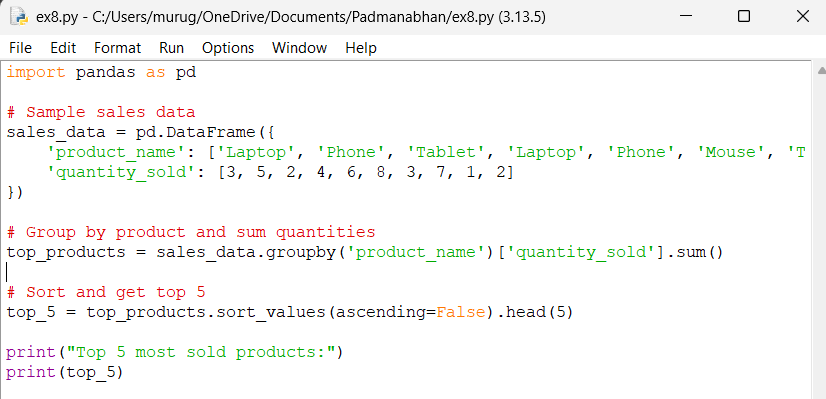 ex8.py - C:/Users/murug/OneDrive/Documents/Padmanabhan/ex8.py (3.13.5)
File Edit Format Run Options Window Help
import pandas as pd
# Sample sales data
sales_data = pd.DataFrame({
    'product_name': ['Laptop', 'Phone', 'Tablet', 'Laptop', 'Phone', 'Mouse', 'T
    'quantity_sold': [3, 5, 2, 4, 6, 8, 3, 7, 1, 2]
})
# Group by product and sum quantities
top_products = sales_data.groupby('product_name')['quantity_sold'].sum()
# Sort and get top 5
top_5 = top_products.sort_values(ascending=False).head(5)
print("Top 5 most sold products:")
print(top_5)